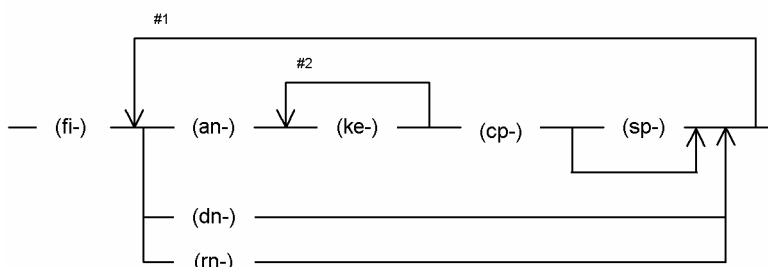 #1
#2
(fi-) (an-) (ke-) (cp-) (sp-)
(dn-)
(rn-)